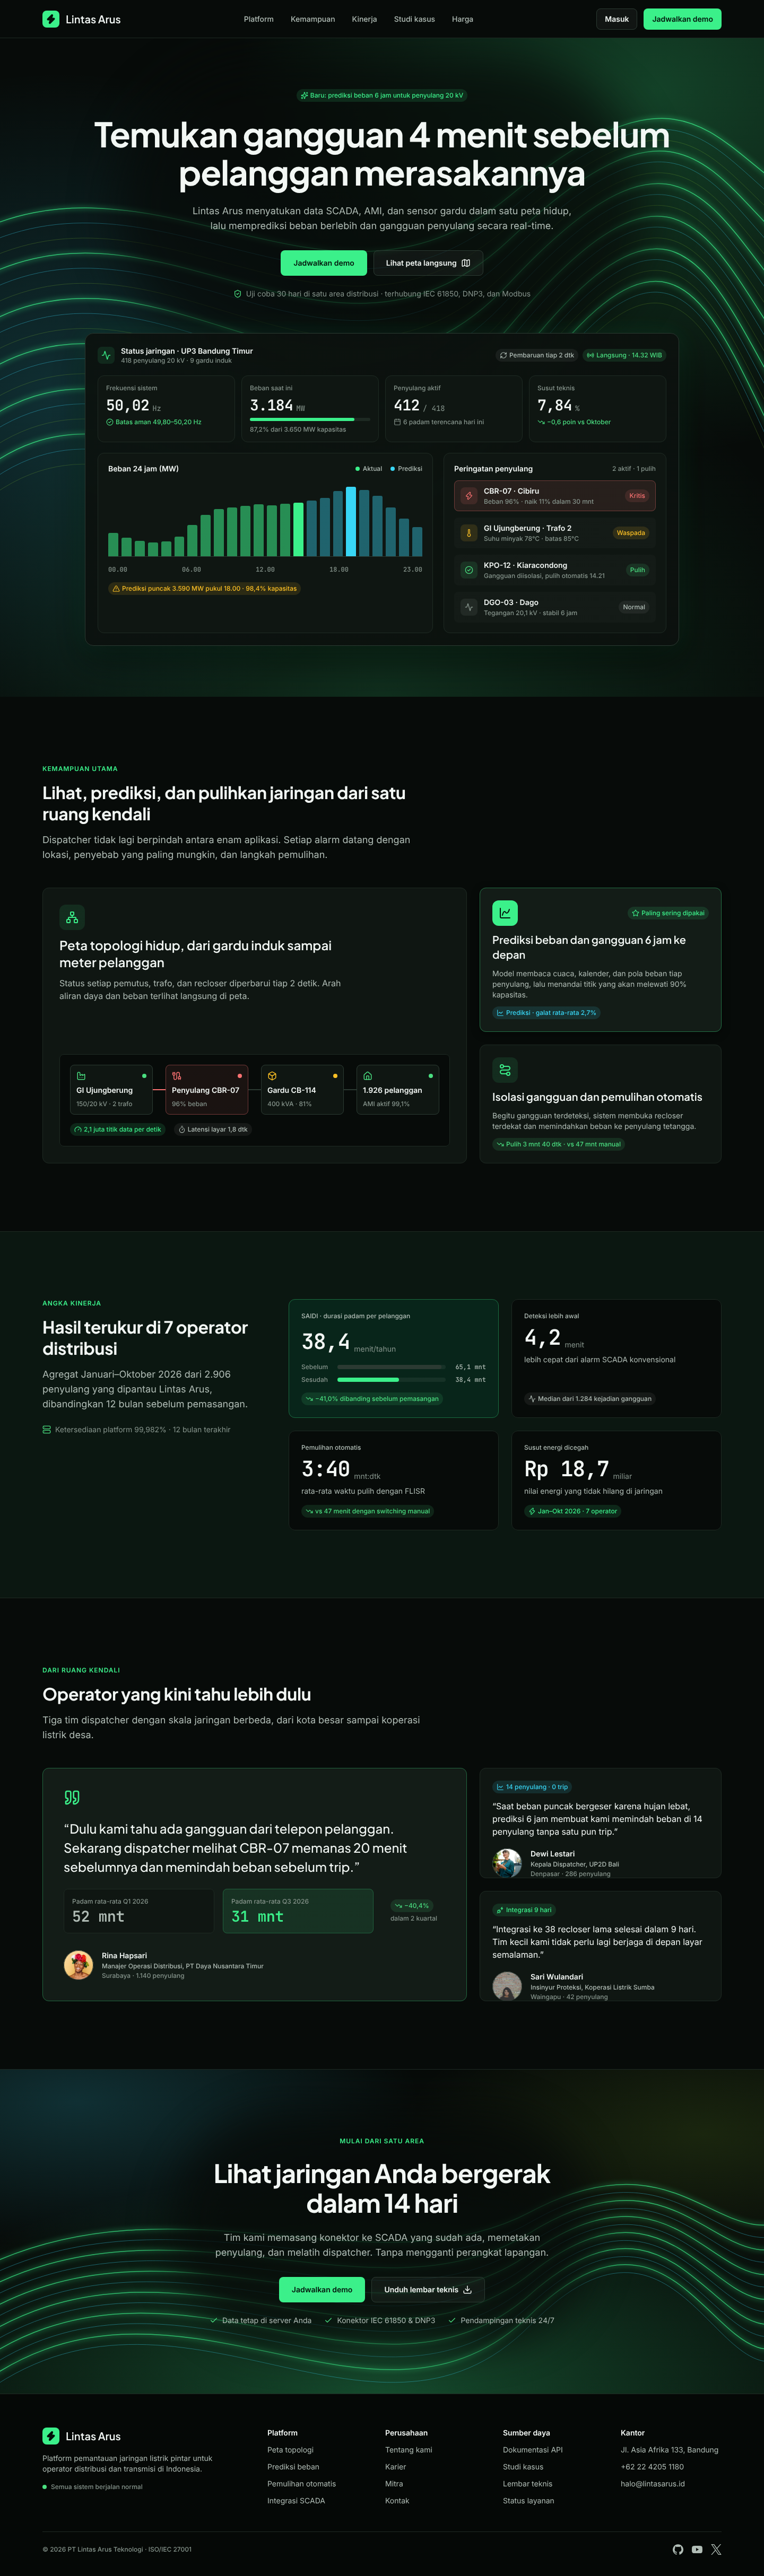 Lintas Arus
Platform
Kemampuan
Kinerja
Studi kasus
Harga
Masuk
Jadwalkan demo
Baru: prediksi beban 6 jam untuk penyulang 20 kV
Temukan gangguan 4 menit sebelum
pelanggan merasakannya
Lintas Arus menyatukan data SCADA, AMI, dan sensor gardu dalam satu peta hidup,
lalu memprediksi beban berlebih dan gangguan penyulang secara real-time.
Jadwalkan demo
Lihat peta langsung
Uji coba 30 hari di satu area distribusi · terhubung IEC 61850, DNP3, dan Modbus
Status jaringan · UP3 Bandung Timur
418 penyulang 20 kV · 9 gardu induk
Pembaruan tiap 2 dtk
Langsung · 14.32 WIB
Frekuensi sistem
50,02 Hz
Batas aman 49,80–50,20 Hz
Beban saat ini
3.184 MW
87,2% dari 3.650 MW kapasitas
Penyulang aktif
412 / 418
6 padam terencana hari ini
Susut teknis
7,84 %
−0,6 poin vs Oktober
Beban 24 jam (MW)
Aktual
Prediksi
00.00
06.00
12.00
18.00
23.00
Prediksi puncak 3.590 MW pukul 18.00 · 98,4% kapasitas
Peringatan penyulang
2 aktif · 1 pulih
CBR-07 · Cibiru
Beban 96% · naik 11% dalam 30 mnt
Kritis
GI Ujungberung · Trafo 2
Suhu minyak 78°C · batas 85°C
Waspada
KPO-12 · Kiaracondong
Gangguan diisolasi, pulih otomatis 14.21
Pulih
DGO-03 · Dago
Tegangan 20,1 kV · stabil 6 jam
Normal
KEMAMPUAN UTAMA
Lihat, prediksi, dan pulihkan jaringan dari satu
ruang kendali
Dispatcher tidak lagi berpindah antara enam aplikasi. Setiap alarm datang dengan
lokasi, penyebab yang paling mungkin, dan langkah pemulihan.
Peta topologi hidup, dari gardu induk sampai
meter pelanggan
Status setiap pemutus, trafo, dan recloser diperbarui tiap 2 detik. Arah
aliran daya dan beban terlihat langsung di peta.
GI Ujungberung
150/20 kV · 2 trafo
Penyulang CBR-07
96% beban
Gardu CB-114
400 kVA · 81%
1.926 pelanggan
AMI aktif 99,1%
2,1 juta titik data per detik
Latensi layar 1,8 dtk
Paling sering dipakai
Prediksi beban dan gangguan 6 jam ke
depan
Model membaca cuaca, kalender, dan pola beban tiap
penyulang, lalu menandai titik yang akan melewati 90%
kapasitas.
Prediksi · galat rata-rata 2,7%
Isolasi gangguan dan pemulihan otomatis
Begitu gangguan terdeteksi, sistem membuka recloser
terdekat dan memindahkan beban ke penyulang tetangga.
Pulih 3 mnt 40 dtk · vs 47 mnt manual
ANGKA KINERJA
Hasil terukur di 7 operator
distribusi
Agregat Januari–Oktober 2026 dari 2.906
penyulang yang dipantau Lintas Arus,
dibandingkan 12 bulan sebelum pemasangan.
Ketersediaan platform 99,982% · 12 bulan terakhir
SAIDI · durasi padam per pelanggan
38,4 menit/tahun
Sebelum
65,1 mnt
Sesudah
38,4 mnt
−41,0% dibanding sebelum pemasangan
Deteksi lebih awal
4,2 menit
lebih cepat dari alarm SCADA konvensional
Median dari 1.284 kejadian gangguan
Pemulihan otomatis
3:40 mnt:dtk
rata-rata waktu pulih dengan FLISR
vs 47 menit dengan switching manual
Susut energi dicegah
Rp 18,7 miliar
nilai energi yang tidak hilang di jaringan
Jan–Okt 2026 · 7 operator
DARI RUANG KENDALI
Operator yang kini tahu lebih dulu
Tiga tim dispatcher dengan skala jaringan berbeda, dari kota besar sampai koperasi
listrik desa.
“Dulu kami tahu ada gangguan dari telepon pelanggan.
Sekarang dispatcher melihat CBR-07 memanas 20 menit
sebelumnya dan memindah beban sebelum trip.”
Padam rata-rata Q1 2026
52 mnt
Padam rata-rata Q3 2026
31 mnt
−40,4%
dalam 2 kuartal
Rina Hapsari
Manajer Operasi Distribusi, PT Daya Nusantara Timur
Surabaya · 1.140 penyulang
14 penyulang · 0 trip
“Saat beban puncak bergeser karena hujan lebat,
prediksi 6 jam membuat kami memindah beban di 14
penyulang tanpa satu pun trip.”
Dewi Lestari
Kepala Dispatcher, UP2D Bali
Denpasar · 286 penyulang
Integrasi 9 hari
“Integrasi ke 38 recloser lama selesai dalam 9 hari.
Tim kecil kami tidak perlu lagi berjaga di depan layar
semalaman.”
Sari Wulandari
Insinyur Proteksi, Koperasi Listrik Sumba
Waingapu · 42 penyulang
MULAI DARI SATU AREA
Lihat jaringan Anda bergerak
dalam 14 hari
Tim kami memasang konektor ke SCADA yang sudah ada, memetakan
penyulang, dan melatih dispatcher. Tanpa mengganti perangkat lapangan.
Jadwalkan demo
Unduh lembar teknis
Data tetap di server Anda
Konektor IEC 61850 & DNP3
Pendampingan teknis 24/7
Lintas Arus
Platform pemantauan jaringan listrik pintar untuk
operator distribusi dan transmisi di Indonesia.
Semua sistem berjalan normal
Platform
Peta topologi
Prediksi beban
Pemulihan otomatis
Integrasi SCADA
Perusahaan
Tentang kami
Karier
Mitra
Kontak
Sumber daya
Dokumentasi API
Studi kasus
Lembar teknis
Status layanan
Kantor
Jl. Asia Afrika 133, Bandung
+62 22 4205 1180
halo@lintasarus.id
© 2026 PT Lintas Arus Teknologi · ISO/IEC 27001